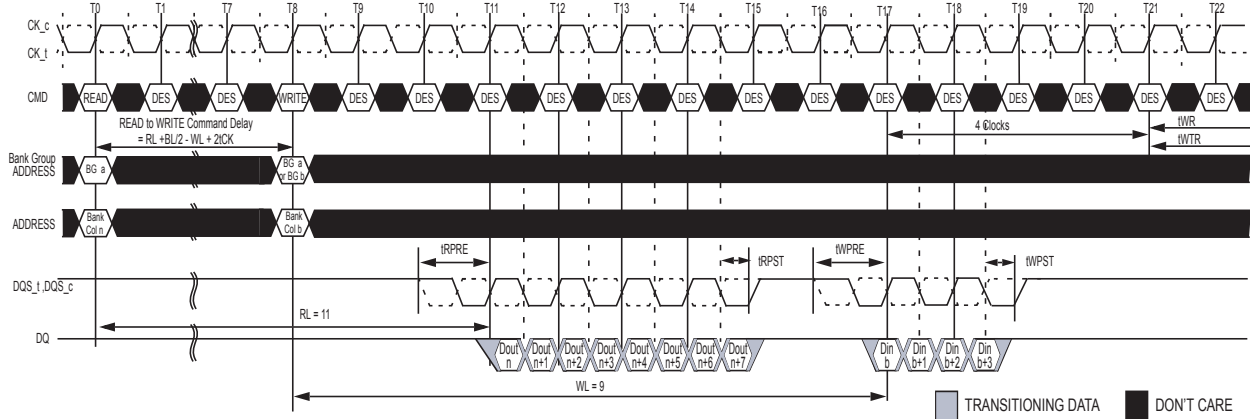 T0 T1 T7 T8 T9 T10 T11 T12 T13 T14 T15 T16 T17 T18 T19 T20 T21 T22
CK_c
CK_t
CMD READ DES DES WRITE DES DES DES DES DES DES DES DES DES DES DES DES DES DES
READ to WRITE Command Delay
= RL +BL/2 - WL + 2tCK
4 Clocks
tWR
tWTR
Bank Group
ADDRESS
BG a
BG a
or BG b
ADDRESS
Bank
Col n
Bank
Col b
tRPRE tRPST tWPRE tWPST
DQS_t ,DQS_c
RL = 11
DQ
Dout
n
Dout
n+1
Dout
n+2
Dout
n+3
Dout
n+4
Dout
n+5
Dout
n+6
Dout
n+7
Din
b
Din
b+1
Din
b+2
Din
b+3
WL = 9
TRANSITIONING DATA
DON'T CARE